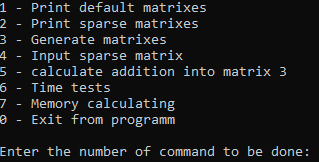 1 - Print default matrixes
2 - Print sparse matrixes
3 - Generate matrixes
4 - Input sparse matrix
5 - calculate addition into matrix 3
6 - Time tests
7 - Memory calculating
0 - Exit from programm
Enter the number of command to be done: